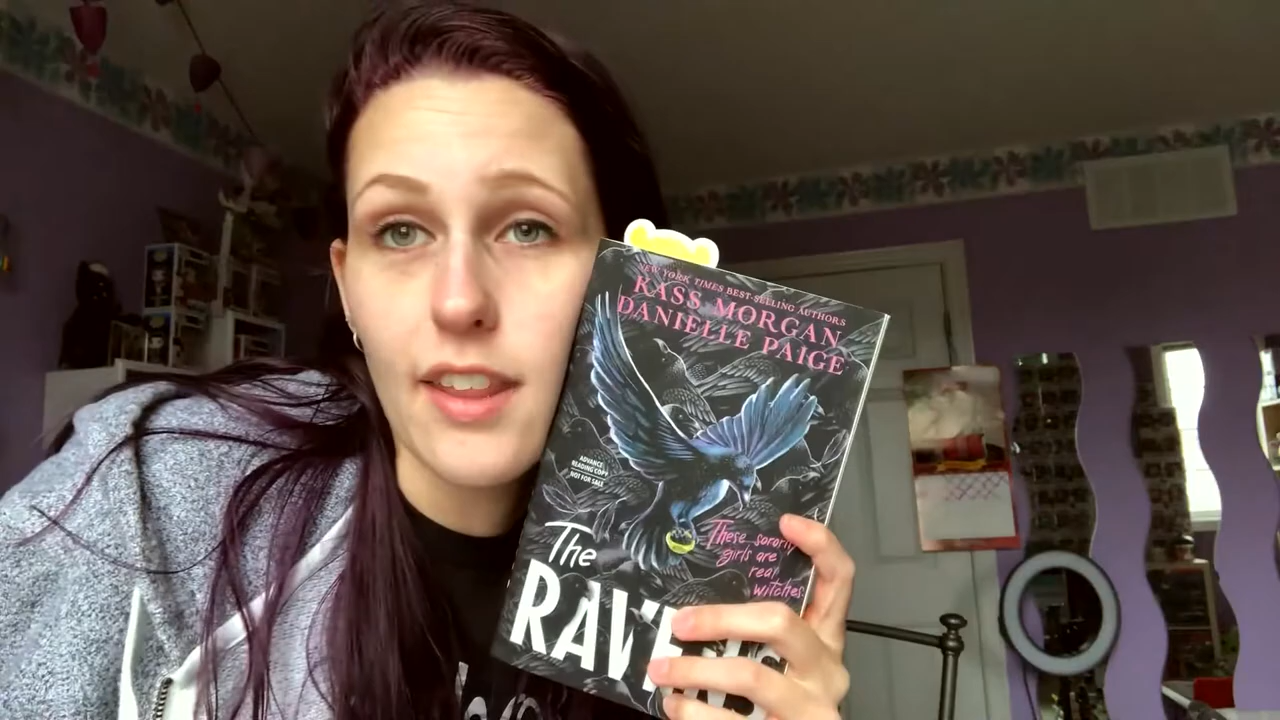 NEW YORK TIMES BEST-SELLING AUTHORS
KASS MORGAN
DANIELLE PAIGE
ADVANCE
READING COPY
NOT FOR SALE
These sorority
girls are
real
witches
The
RAVENS